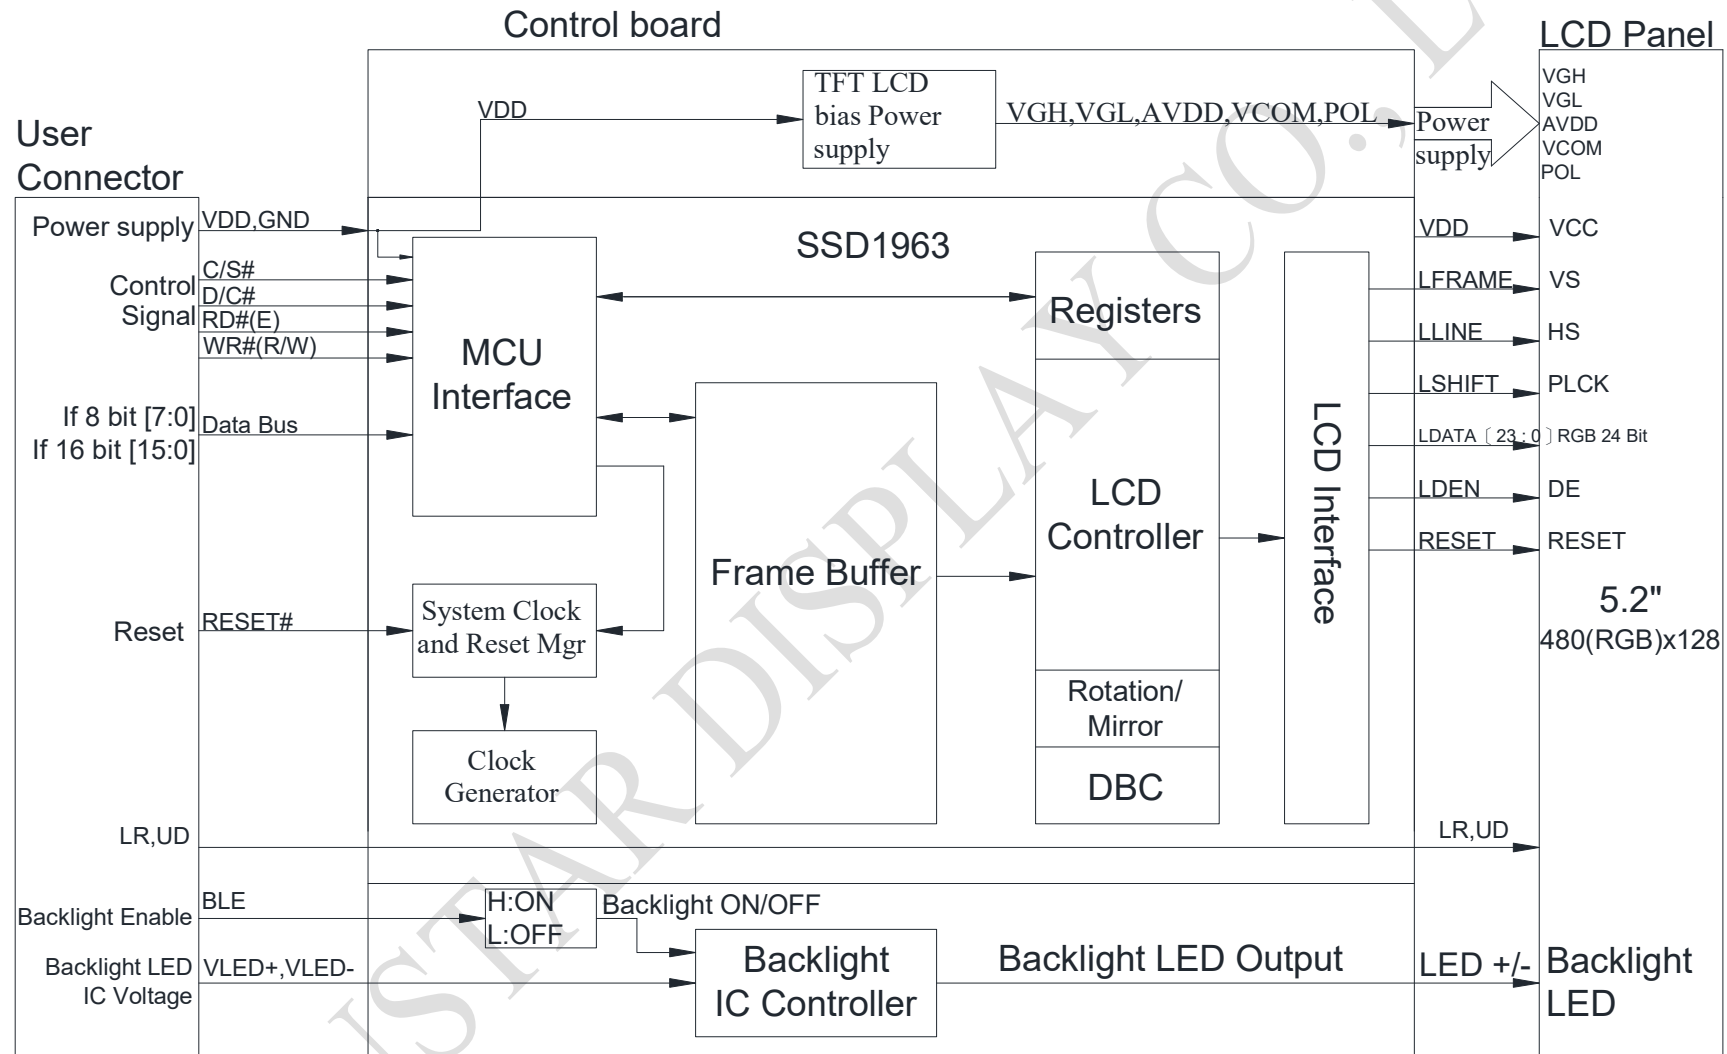 Control board
LCD Panel
User
Connector
VDD
TFT LCD
bias Power
supply
VGH,VGL,AVDD,VCOM,POL
Power
supply
VGH
VGL
AVDD
VCOM
POL
Power supply
VDD,GND
SSD1963
VDD
VCC
Control
Signal
C/S#
D/C#
RD#(E)
WR#(R/W)
MCU
Interface
Registers
LFRAME
VS
LLINE
HS
LSHIFT
PLCK
If 8 bit [7:0]
If 16 bit [15:0]
Data Bus
LDATA〔23:0〕RGB 24 Bit
LCD
Controller
LCD Interface
LDEN
DE
RESET
RESET
Frame Buffer
5.2"
480(RGB)x128
Reset
RESET#
System Clock
and Reset Mgr
Rotation/
Mirror
Clock
Generator
DBC
LR,UD
LR,UD
Backlight Enable
BLE
H:ON
L:OFF
Backlight ON/OFF
Backlight LED
IC Voltage
VLED+,VLED-
Backlight
IC Controller
Backlight LED Output
LED +/-
Backlight
LED
STAR DISPLAY CO.,